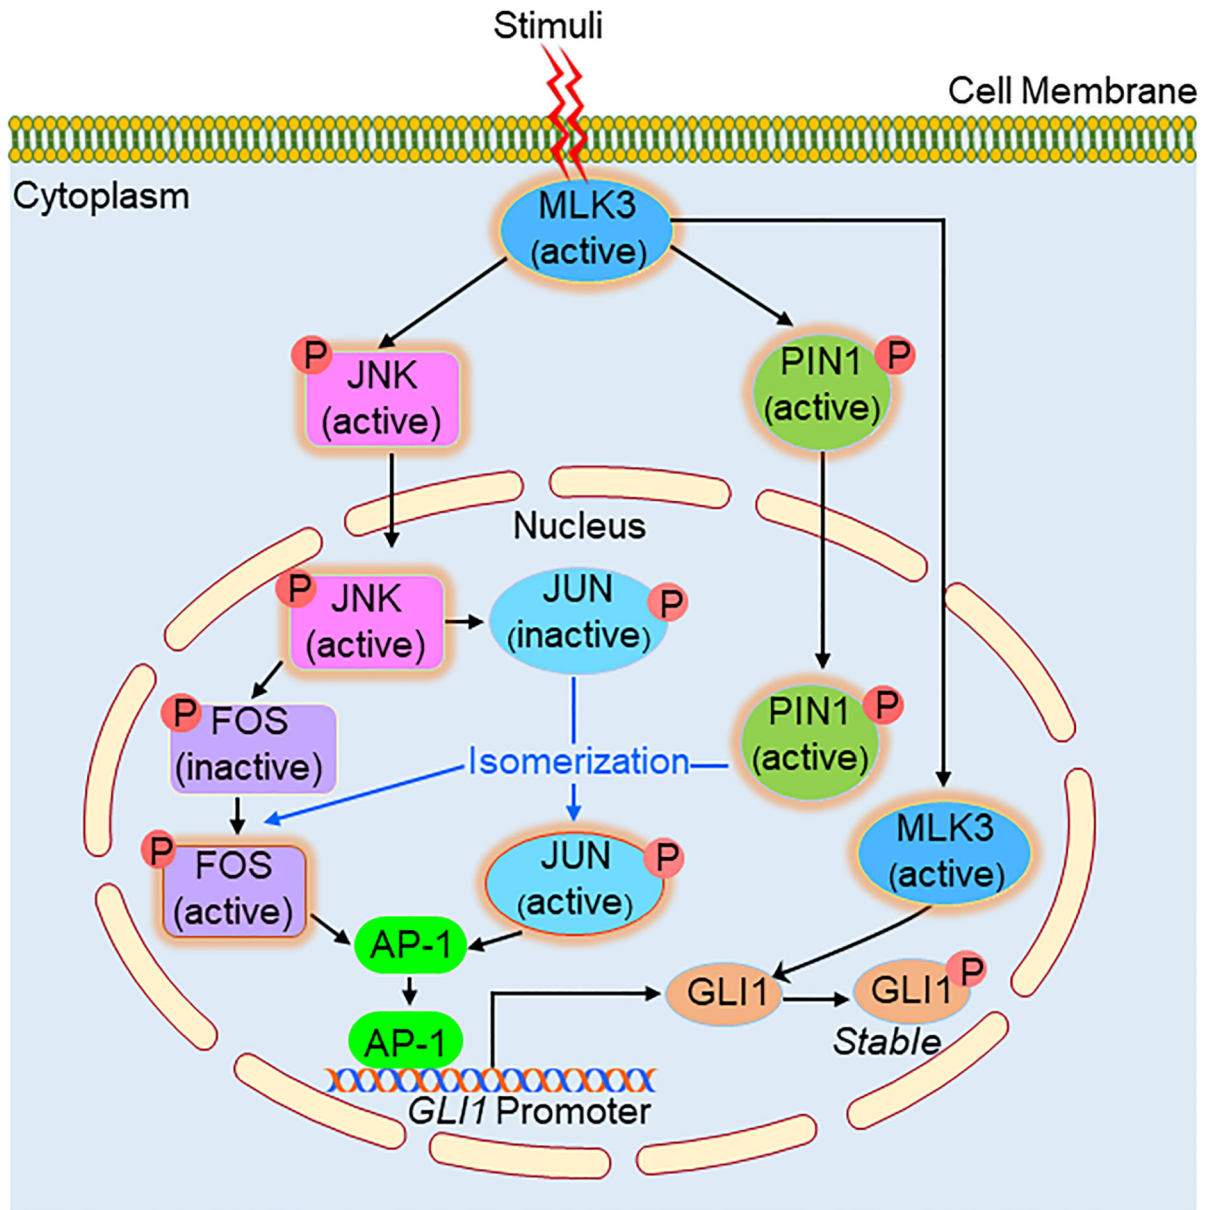 Stimuli
Cell Membrane
Cytoplasm
MLK3
(active)
P
JNK
(active)
PIN1
(active)
P
Nucleus
P
JNK
(active)
JUN
(inactive)
P
P
FOS
(inactive)
PIN1
(active)
P
Isomerization
P
FOS
(active)
JUN
(active)
P
MLK3
(active)
AP-1
GLI1
GLI1
P
Stable
AP-1
GLI1 Promoter